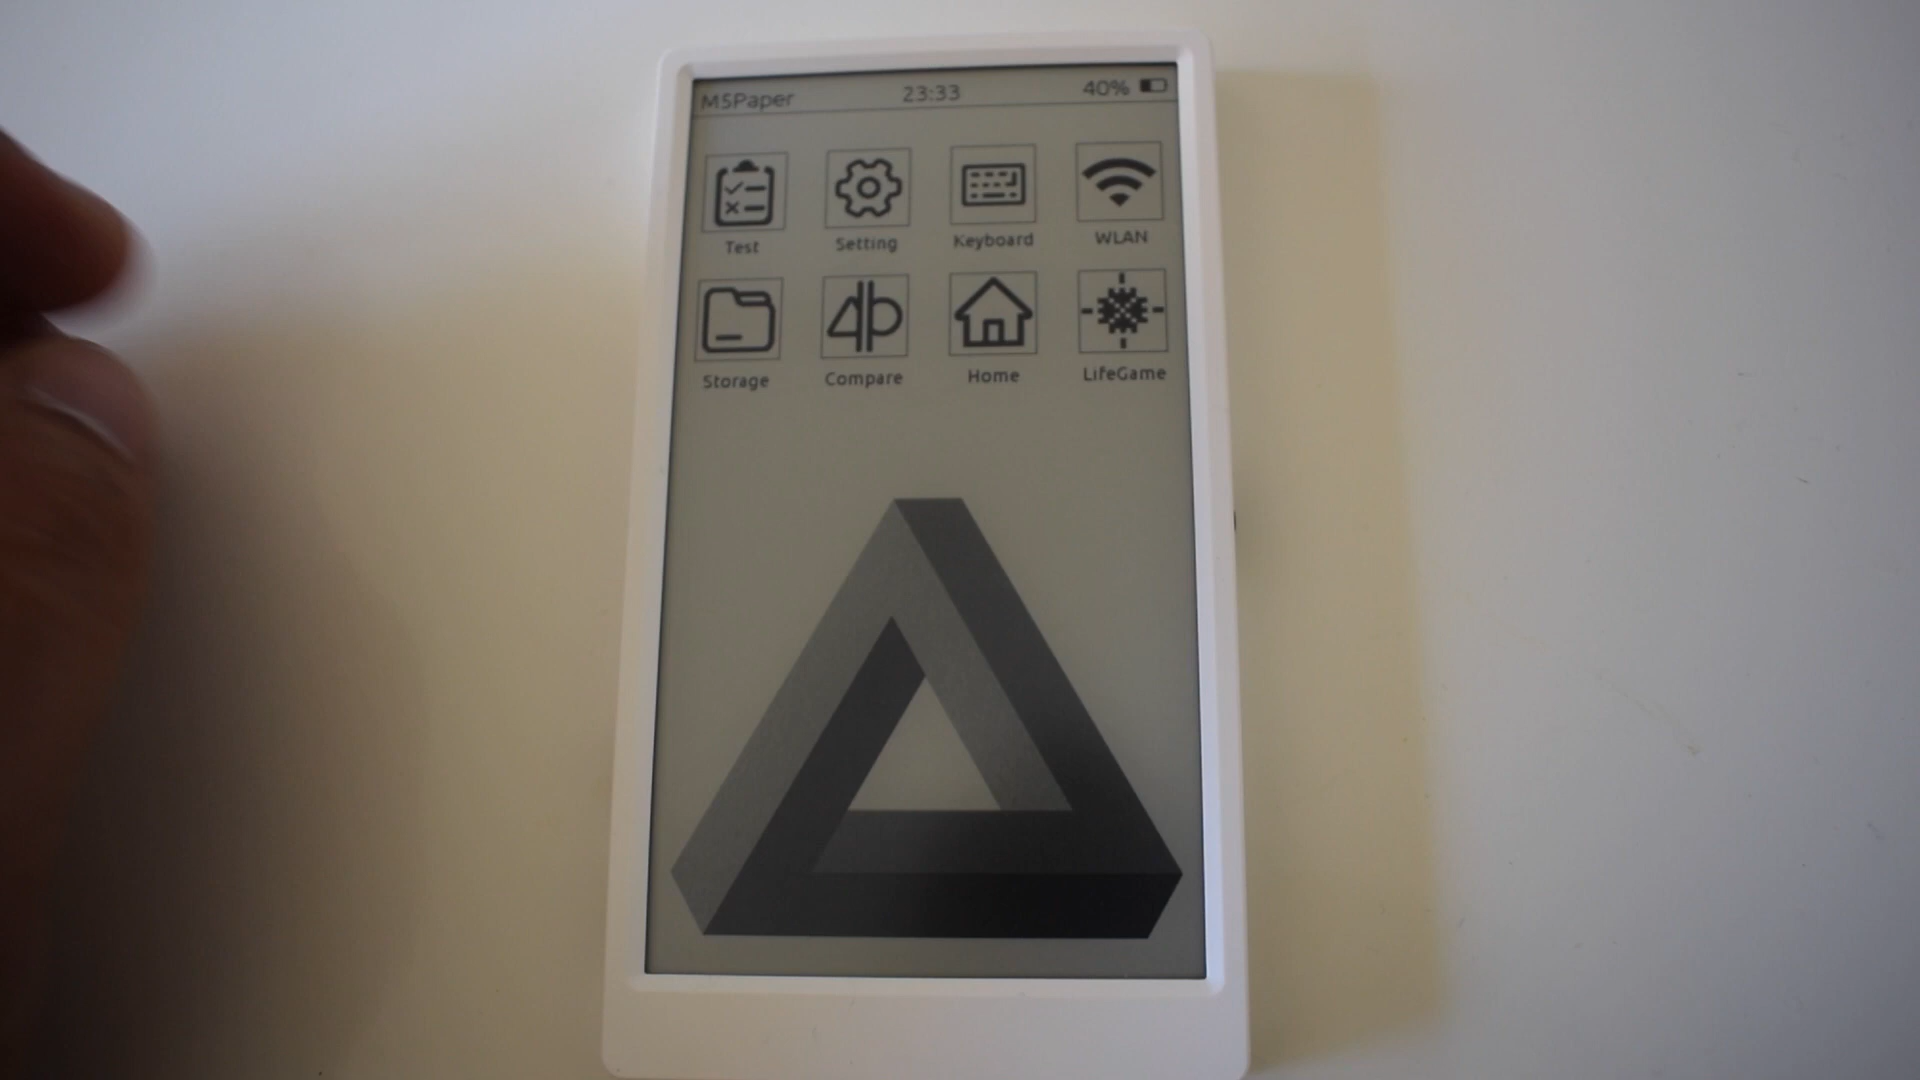 M5Paper 23:33 40%
Test Setting Keyboard WLAN
Storage Compare Home LifeGame